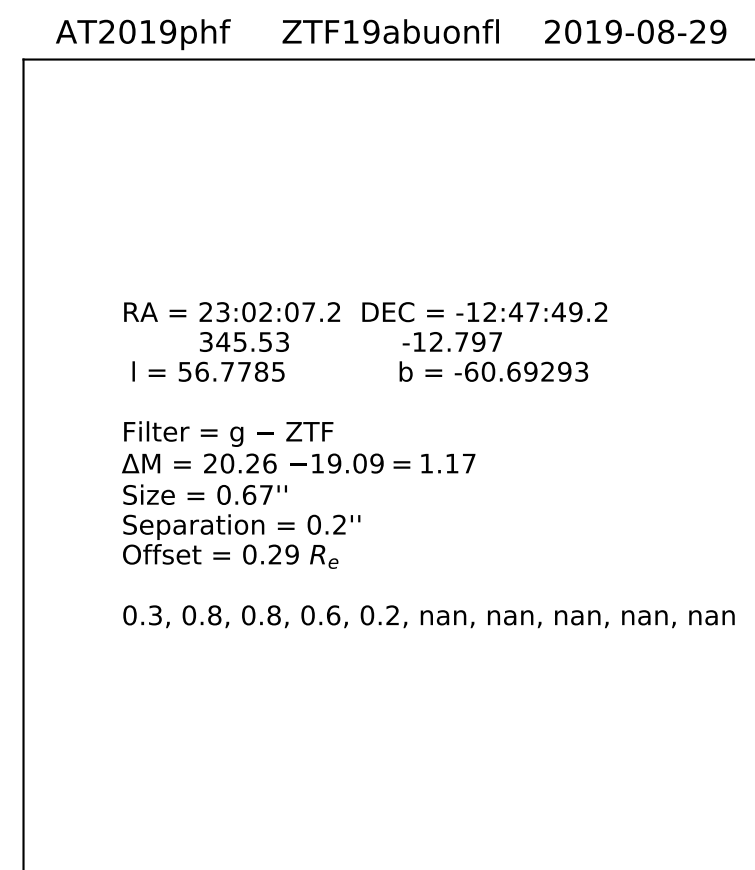 AT2019phf ZTF19abuonfl 2019-08-29
RA = 23:02:07.2 DEC = -12:47:49.2
345.53 -12.797
l = 56.7785 b = -60.69293
Filter = g − ZTF
ΔM = 20.26 −19.09 = 1.17
Size = 0.67''
Separation = 0.2''
Offset = 0.29 Rₑ
0.3, 0.8, 0.8, 0.6, 0.2, nan, nan, nan, nan, nan